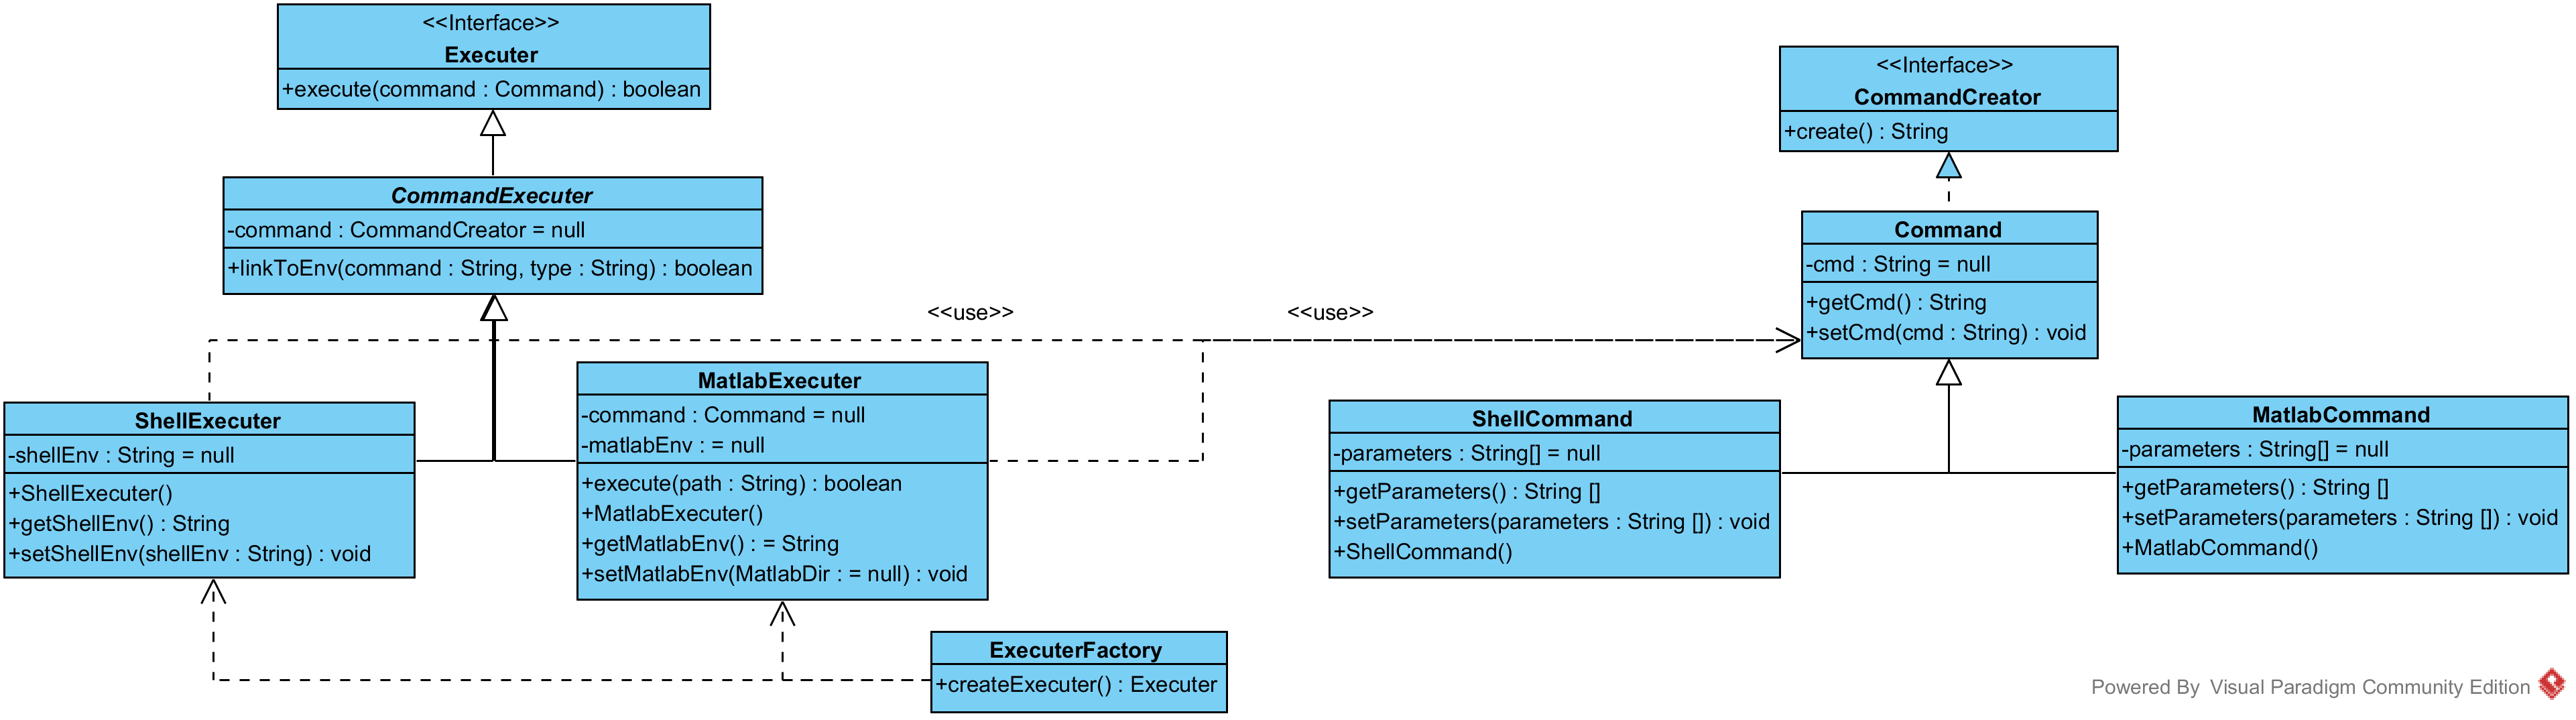 <<Interface>>
Executer
+execute(command : Command) : boolean
CommandExecuter
-command : CommandCreator = null
+linkToEnv(command : String, type : String) : boolean
<<Interface>>
CommandCreator
+create() : String
Command
-cmd : String = null
+getCmd() : String
+setCmd(cmd : String) : void
<<use>>
<<use>>
ShellExecuter
-shellEnv : String = null
+ShellExecuter()
+getShellEnv() : String
+setShellEnv(shellEnv : String) : void
MatlabExecuter
-command : Command = null
-matlabEnv : = null
+execute(path : String) : boolean
+MatlabExecuter()
+getMatlabEnv() : = String
+setMatlabEnv(MatlabDir : = null) : void
ShellCommand
-parameters : String[] = null
+getParameters() : String []
+setParameters(parameters : String []) : void
+ShellCommand()
MatlabCommand
-parameters : String[] = null
+getParameters() : String []
+setParameters(parameters : String []) : void
+MatlabCommand()
ExecuterFactory
+createExecuter() : Executer
Powered By Visual Paradigm Community Edition